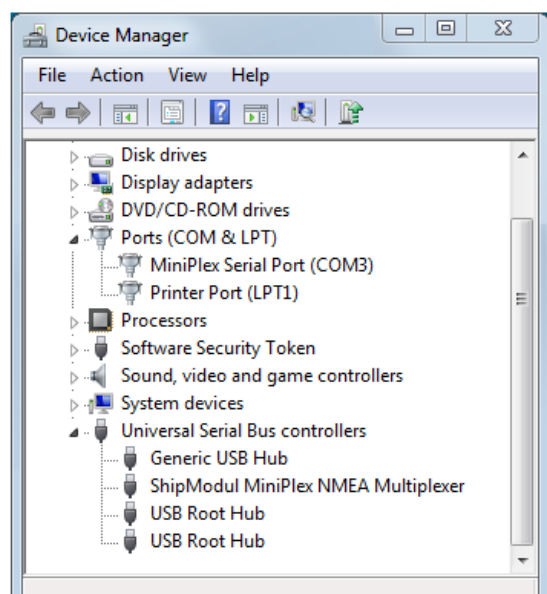 Device Manager
File Action View Help
Disk drives
Display adapters
DVD/CD-ROM drives
Ports (COM & LPT)
MiniPlex Serial Port (COM3)
Printer Port (LPT1)
Processors
Software Security Token
Sound, video and game controllers
System devices
Universal Serial Bus controllers
Generic USB Hub
ShipModul MiniPlex NMEA Multiplexer
USB Root Hub
USB Root Hub